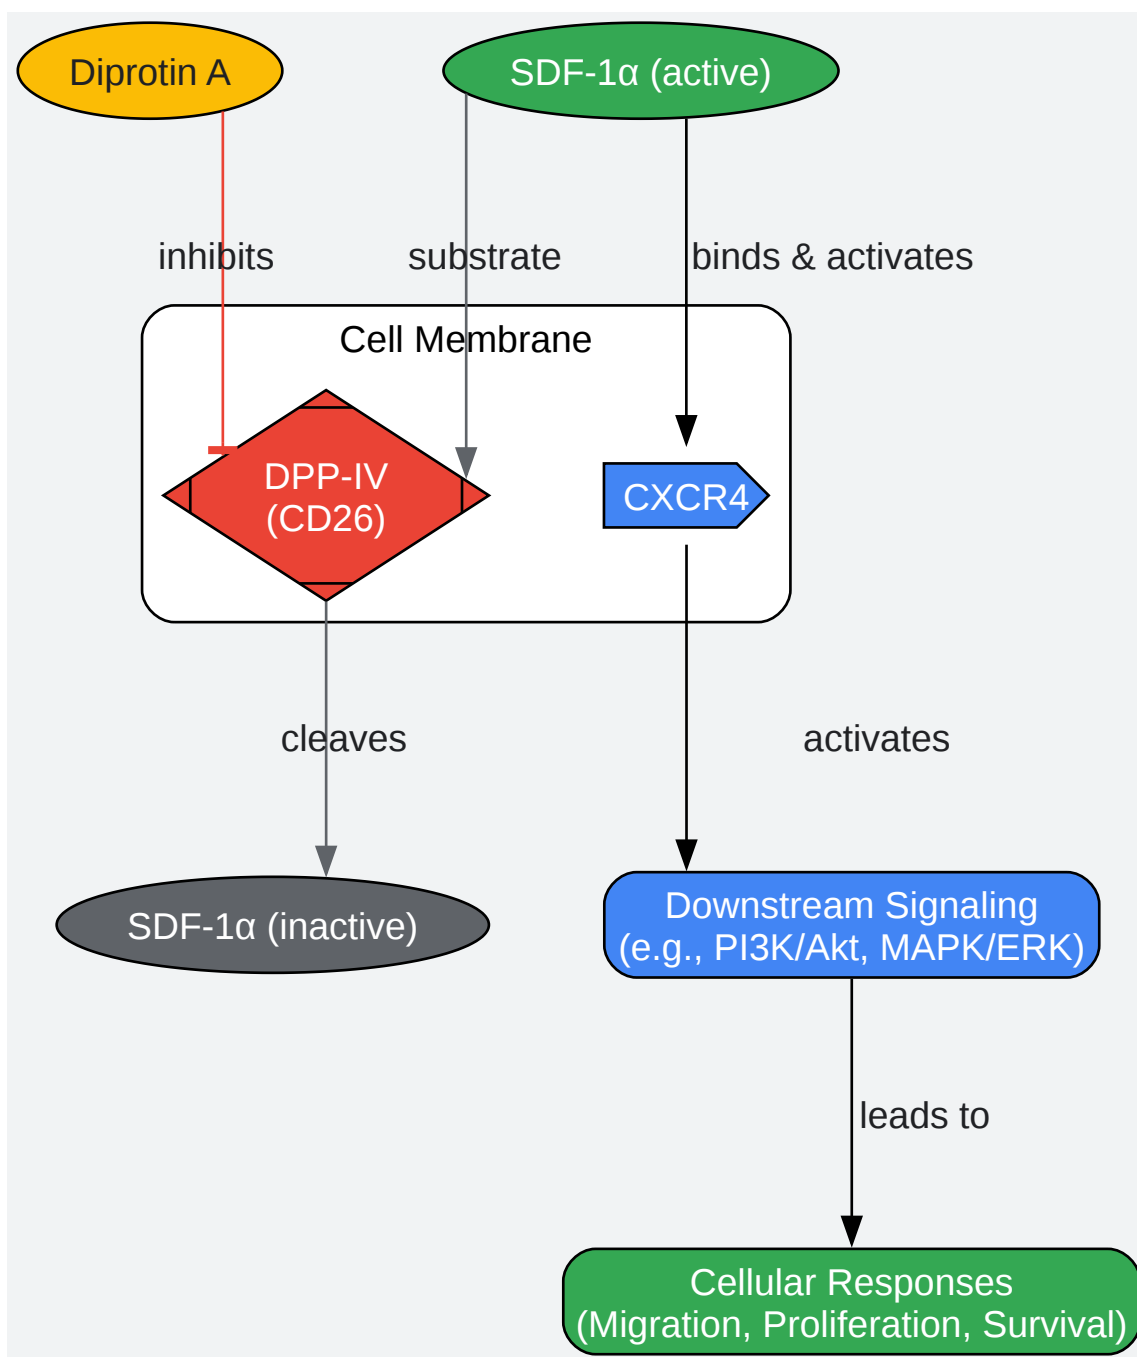 Diprotin A
SDF-1α (active)
inhibits
substrate
binds & activates
Cell Membrane
DPP-IV
(CD26)
CXCR4
cleaves
activates
SDF-1α (inactive)
Downstream Signaling
(e.g., PI3K/Akt, MAPK/ERK)
leads to
Cellular Responses
(Migration, Proliferation, Survival)